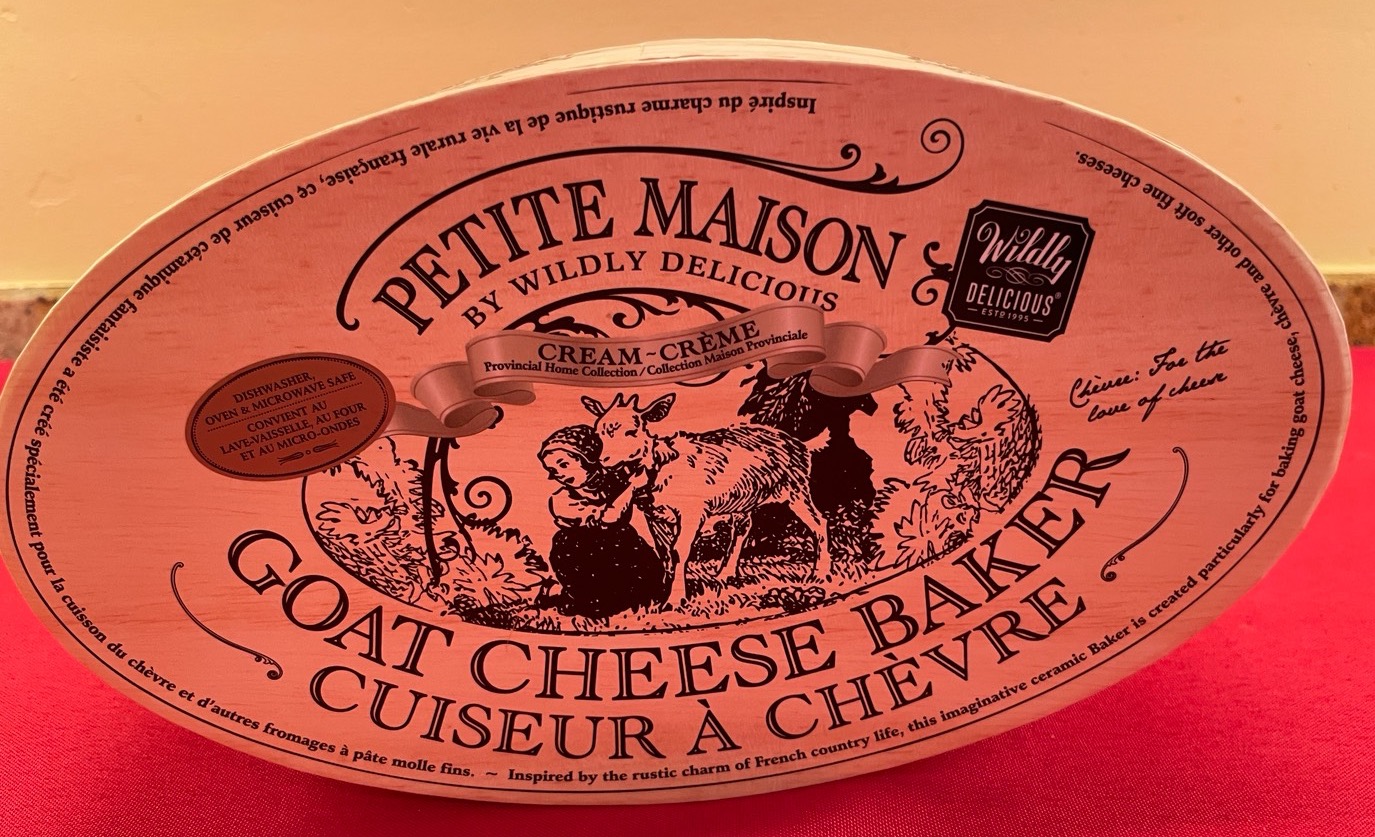 PETITE MAISON
BY WILDLY DELICIOUS
Wildly
DELICIOUS®
ESTD 1995
CREAM ~ CRÈME
Provincial Home Collection / Collection Maison Provinciale
DISHWASHER,
OVEN & MICROWAVE SAFE
CONVIENT AU
LAVE-VAISSELLE, AU FOUR
ET AU MICRO-ONDES
Chèvre: For the
love of cheese
GOAT CHEESE BAKER
CUISEUR À CHÈVRE
Inspiré du charme rustique de la vie rurale française, ce cuiseur de céramique fantaisiste a été créé spécialement pour la cuisson du chèvre et d'autres fromages à pâte molle fins. ~ Inspired by the rustic charm of French country life, this imaginative ceramic Baker is created particularly for baking goat cheese, chèvre and other soft fine cheeses.